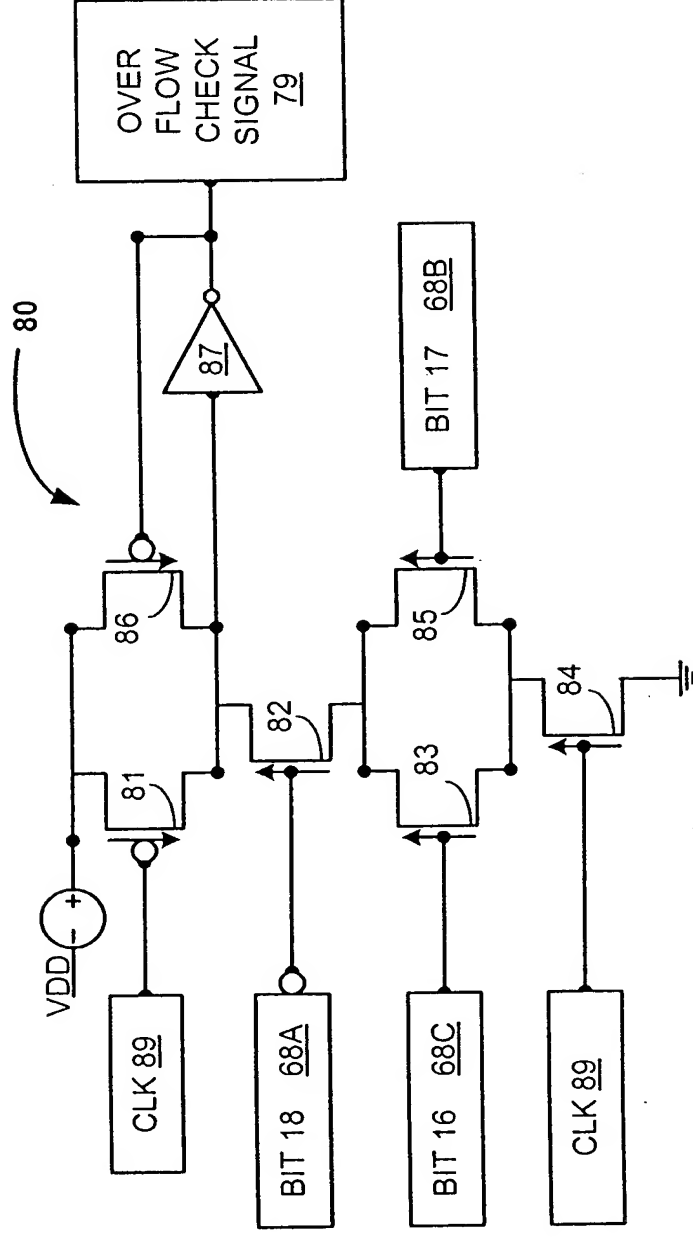 80
VDD
- +
CLK 89
81
86
OVER
FLOW
CHECK
SIGNAL
79
87
BIT 18 68A
82
BIT 16 68C
83
85
BIT 17 68B
CLK 89
84